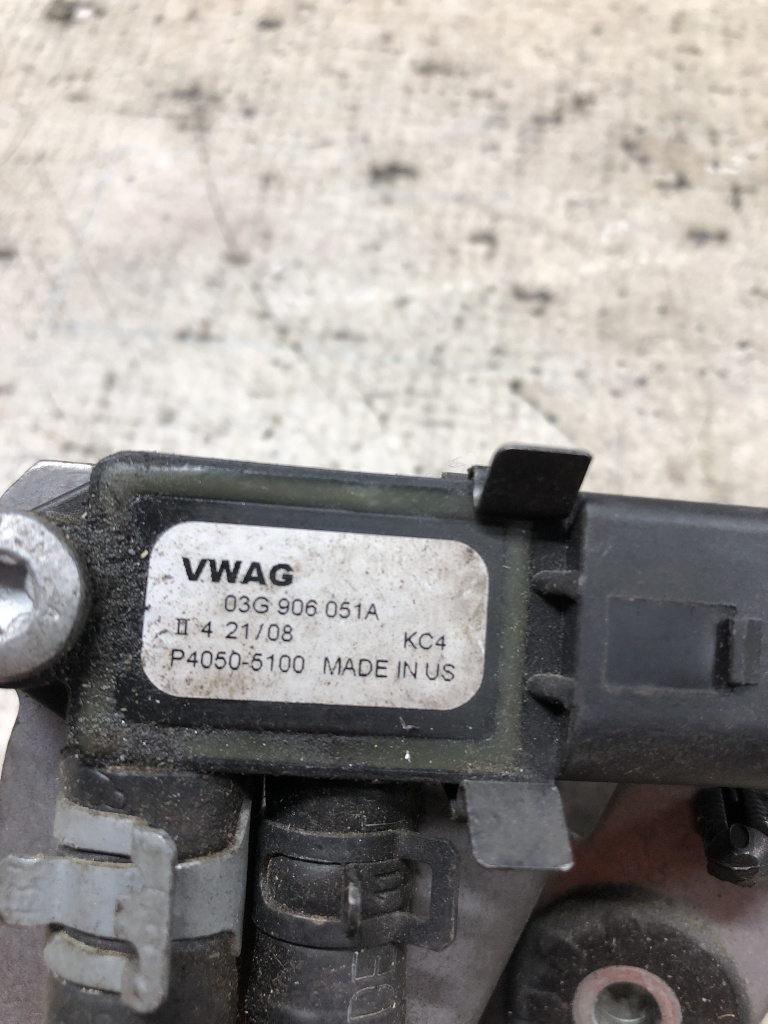 VWAG
03G 906 051A
II 4 21/08 KC4
P4050-5100 MADE IN US